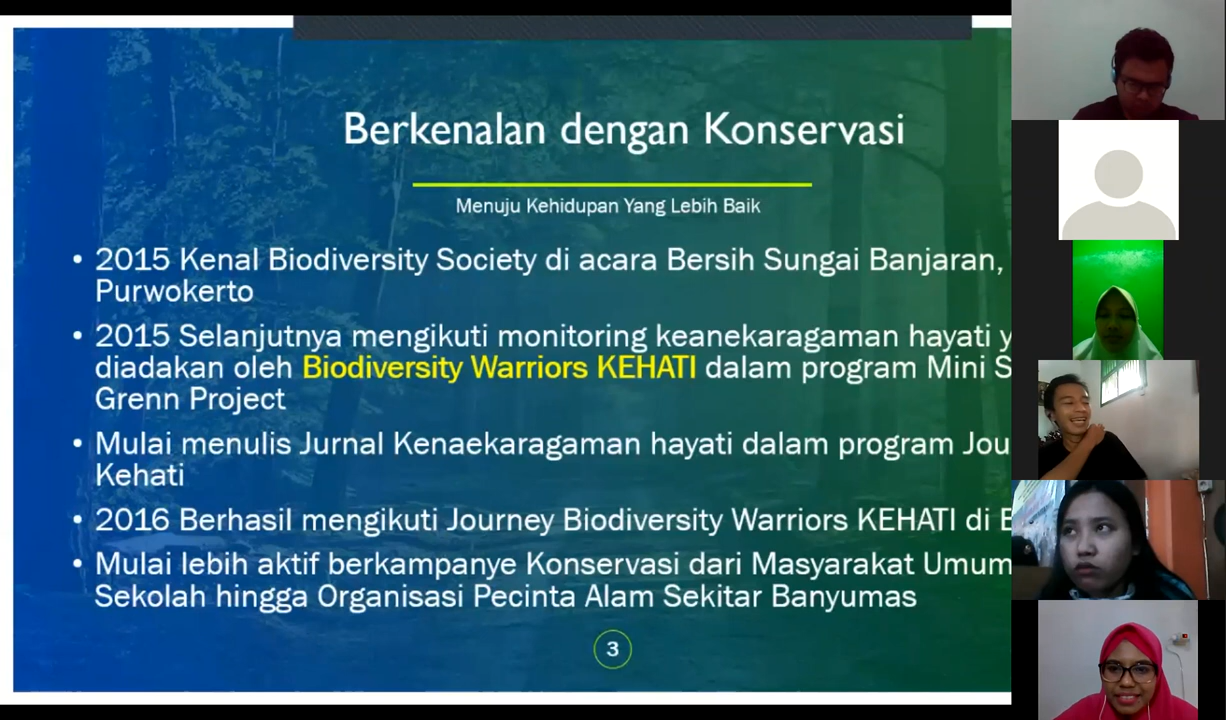 Berkenalan dengan Konservasi
Menuju Kehidupan Yang Lebih Baik
• 2015 Kenal Biodiversity Society di acara Bersih Sungai Banjaran,
Purwokerto
• 2015 Selanjutnya mengikuti monitoring keanekaragaman hayati
diadakan oleh Biodiversity Warriors KEHATI dalam program Mini
Grenn Project
• Mulai menulis Jurnal Kenaekaragaman hayati dalam program
Kehati
• 2016 Berhasil mengikuti Journey Biodiversity Warriors KEHATI di
• Mulai lebih aktif berkampanye Konservasi dari Masyarakat Umum
Sekolah hingga Organisasi Pecinta Alam Sekitar Banyumas
3